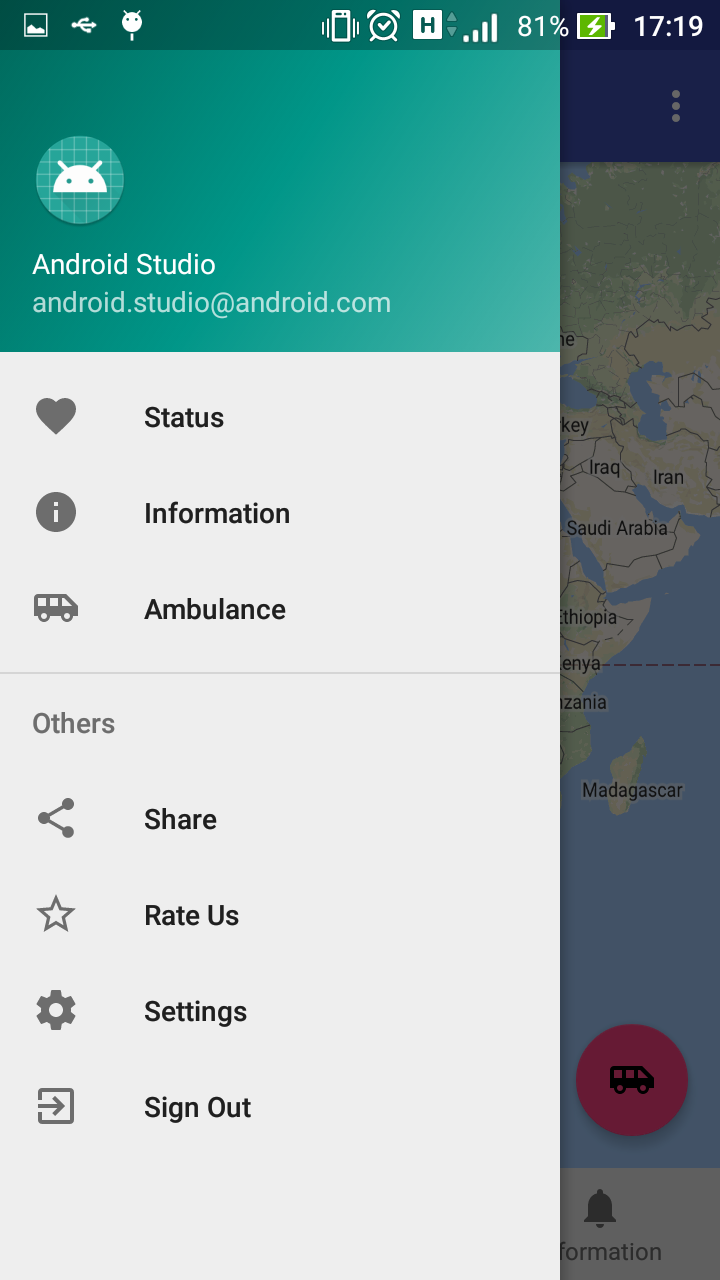 H 81% 17:19
Android Studio
android.studio@android.com
Status
Information
Ambulance
Others
Share
Rate Us
Settings
Sign Out
ne
key
Iraq
Iran
Saudi Arabia
Ethiopia
enya
nzania
Madagascar
formation